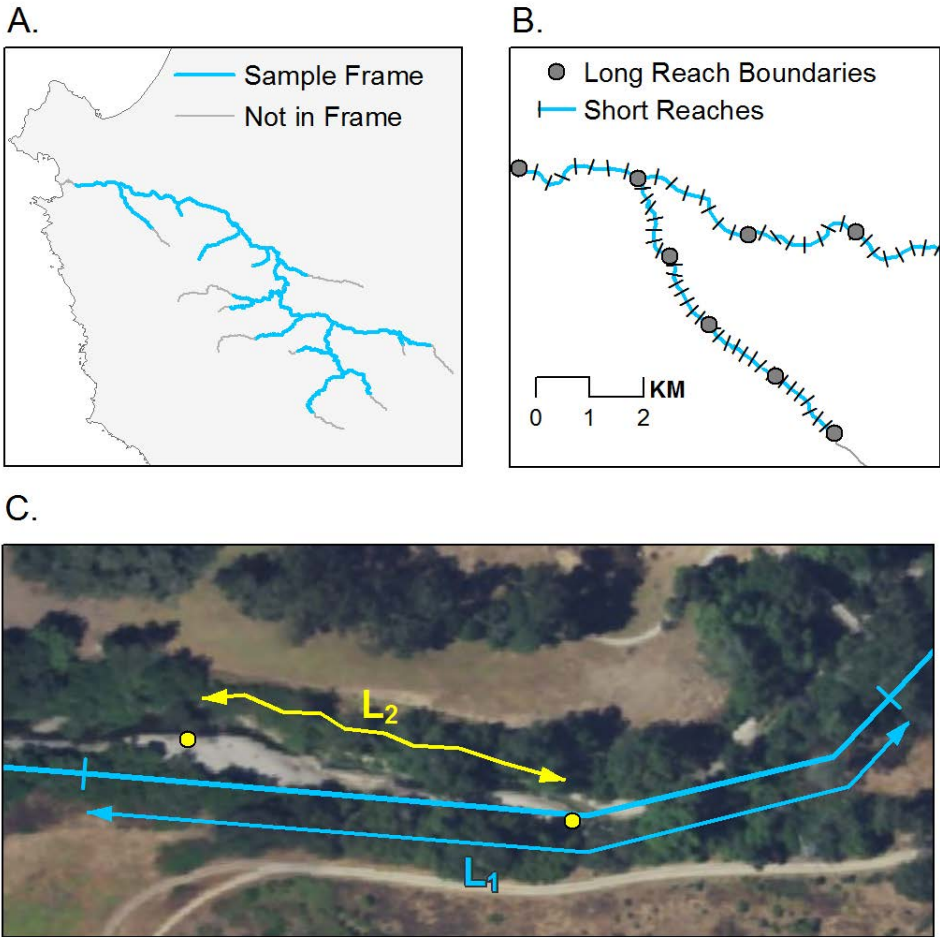 A.
Sample Frame
Not in Frame
B.
Long Reach Boundaries
Short Reaches
KM
0 1 2
C.
L2
L1